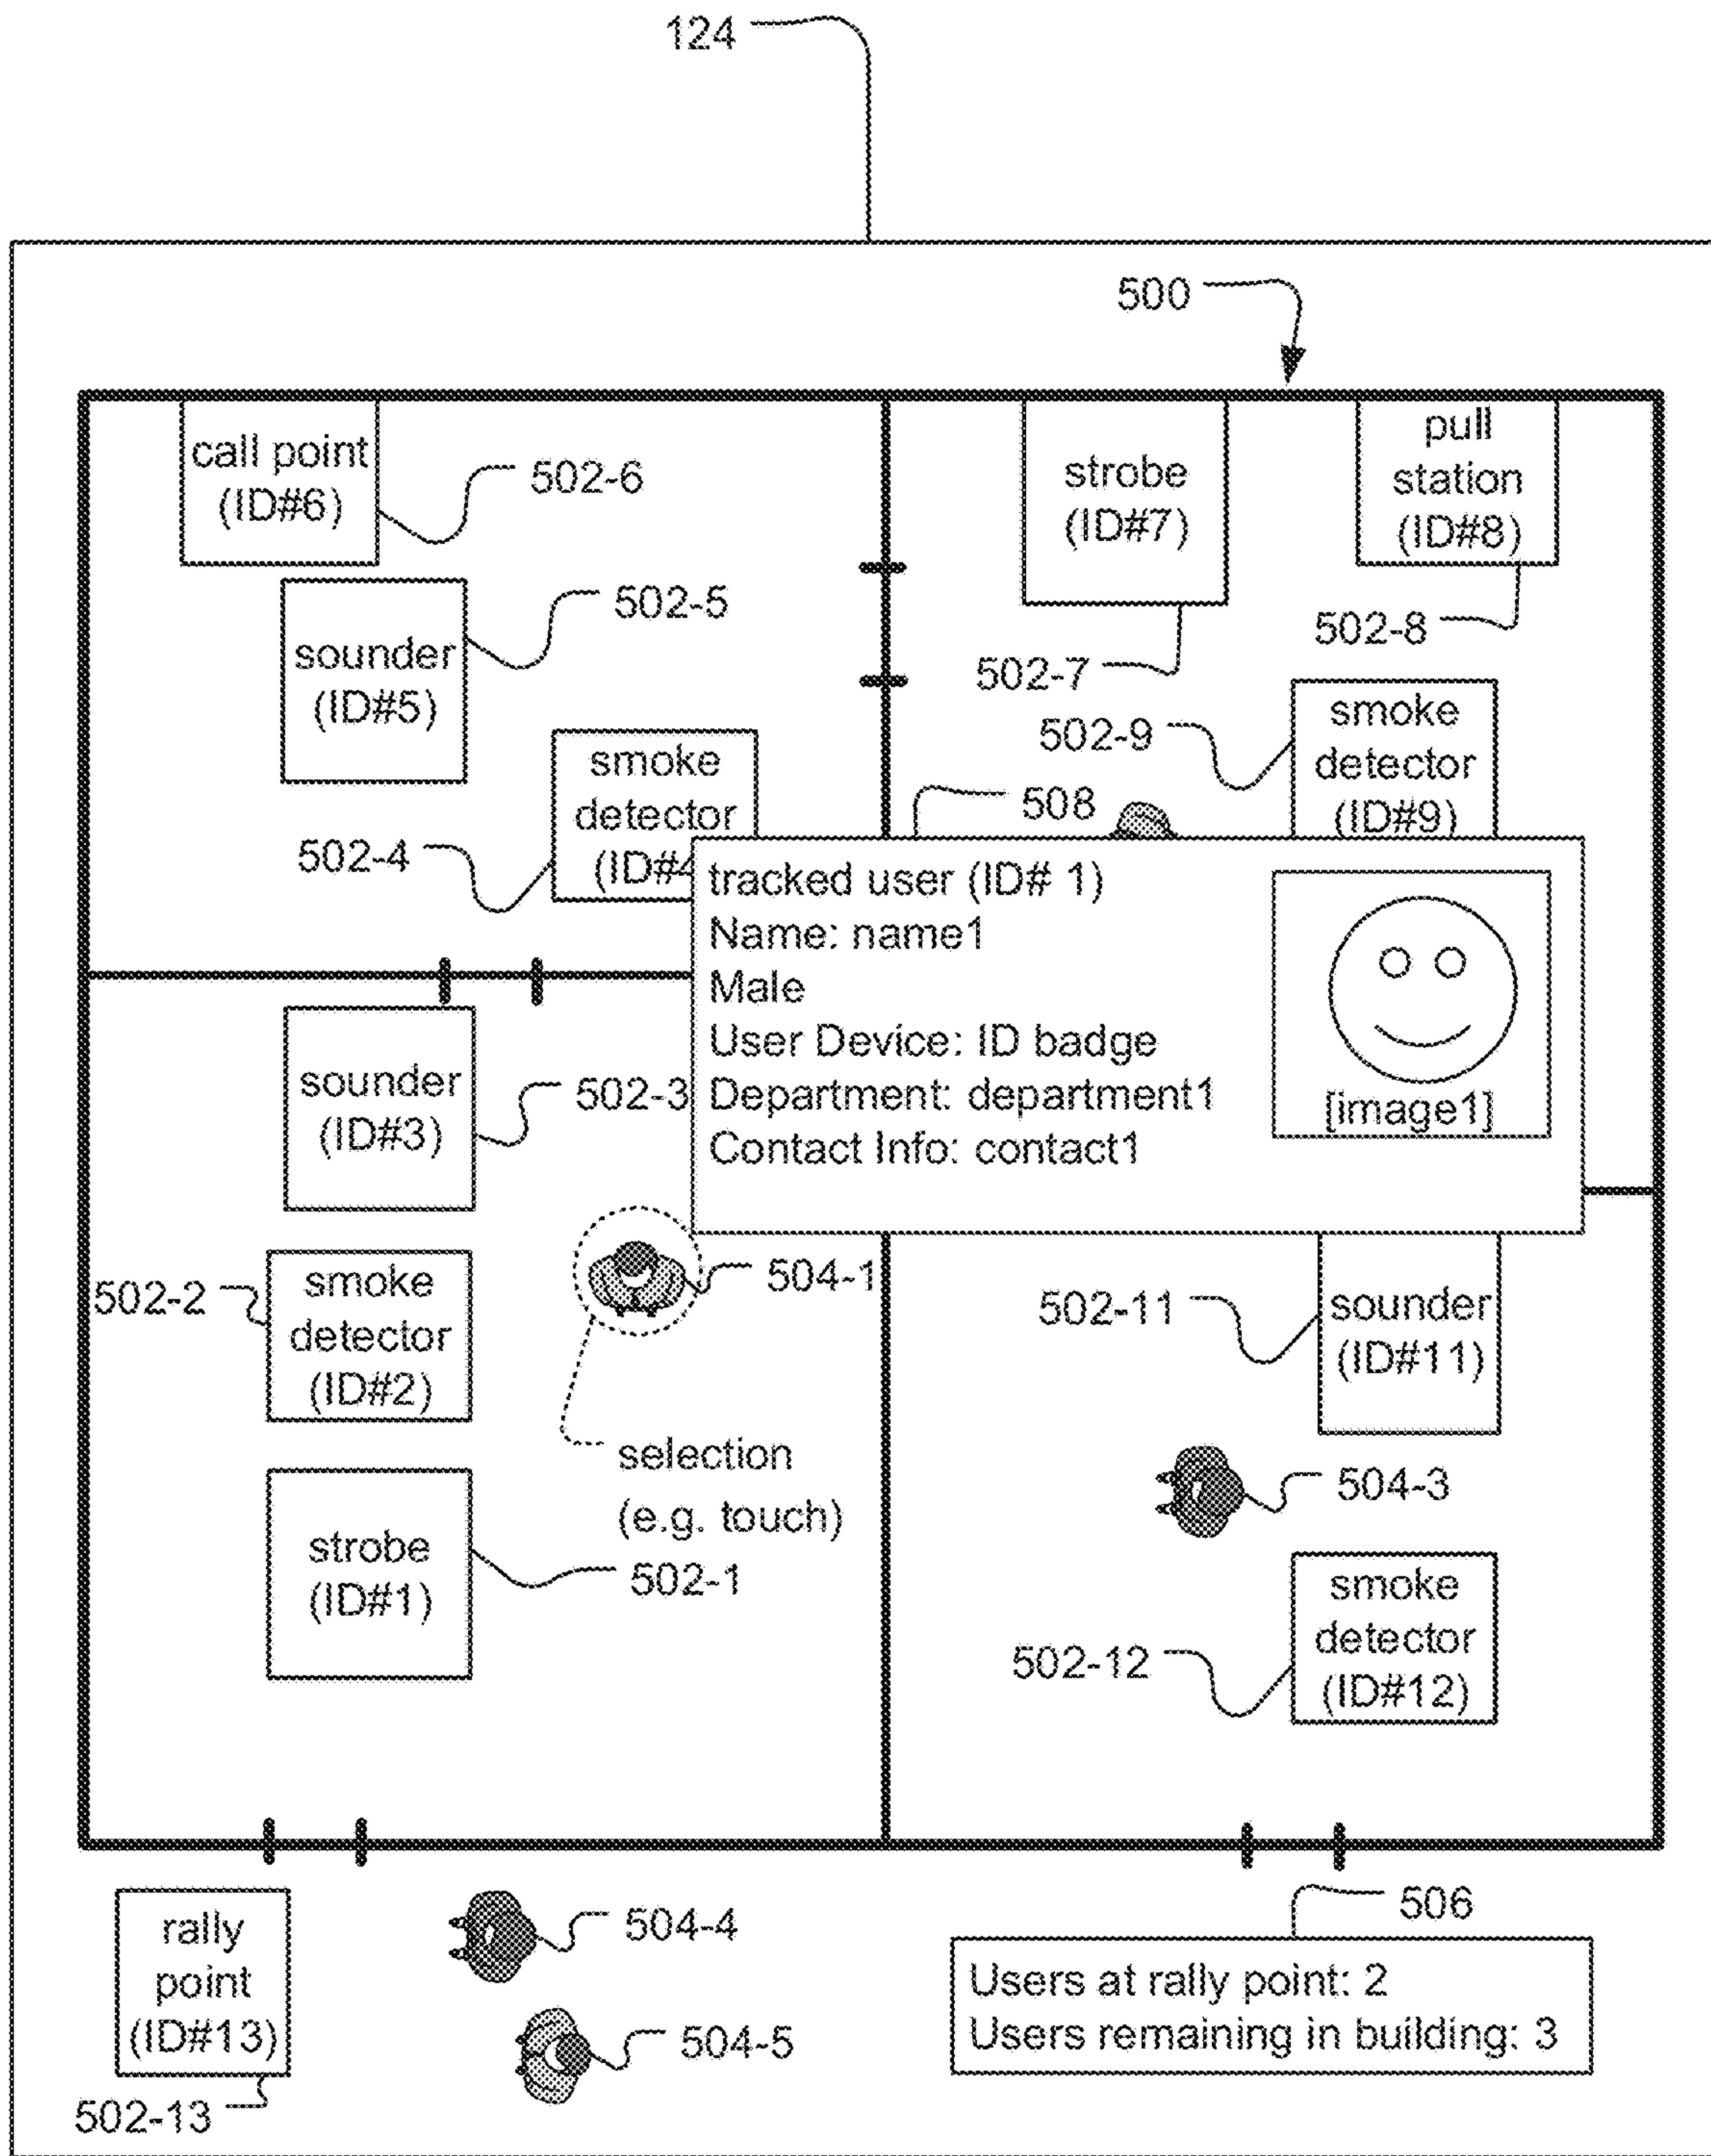 124
500
call point
(ID#6)
502-6
strobe
(ID#7)
pull
station
(ID#8)
502-5
sounder
(ID#5)
502-8
502-7
smoke
detector
(ID#4
502-4
502-9
smoke
detector
(ID#9)
508
tracked user (ID# 1)
Name: name1
Male
User Device: ID badge
Department: department1
Contact Info: contact1
[image1]
sounder
(ID#3)
502-3
502-2
smoke
detector
(ID#2)
504-1
502-11
sounder
(ID#11)
selection
(e.g. touch)
504-3
strobe
(ID#1)
502-1
smoke
detector
(ID#12)
502-12
506
rally
point
(ID#13)
504-4
504-5
Users at rally point: 2
Users remaining in building: 3
502-13